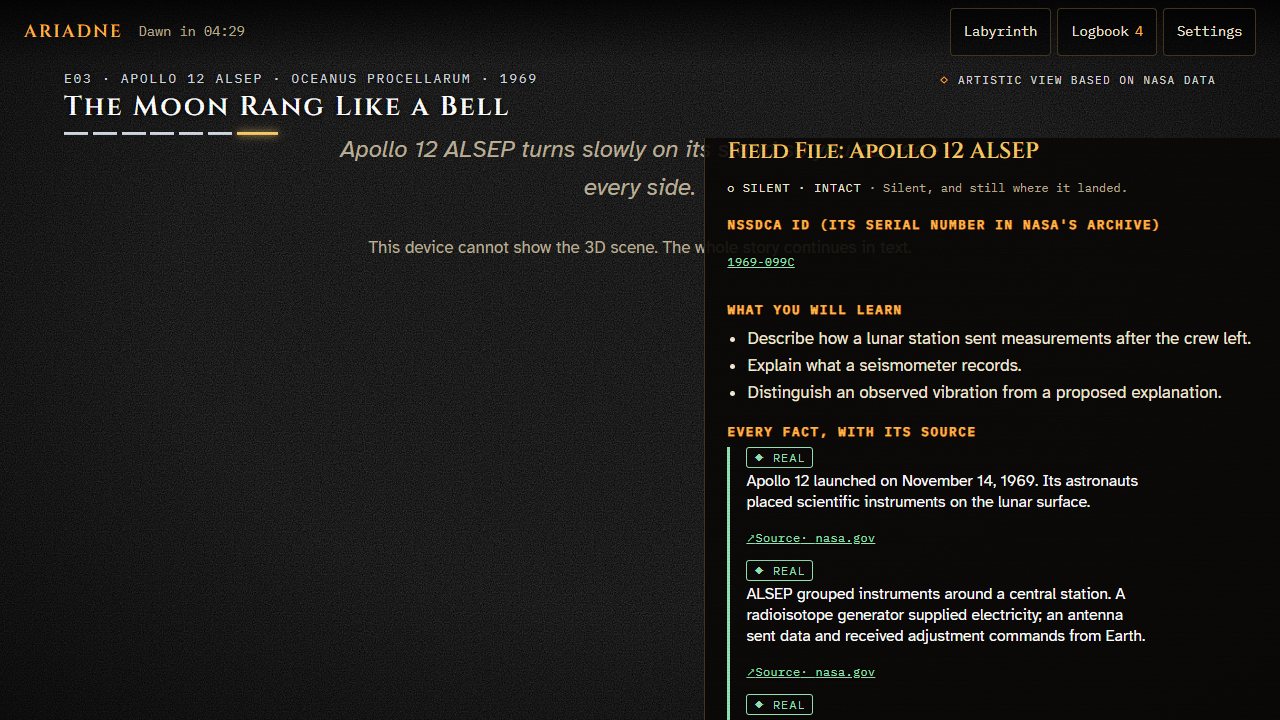 ARIADNE
Dawn in 04:29
Labyrinth
Logbook 4
Settings
E03 · APOLLO 12 ALSEP · OCEANUS PROCELLARUM · 1969
The Moon Rang Like a Bell
◇ ARTISTIC VIEW BASED ON NASA DATA
Apollo 12 ALSEP turns slowly on its
every side.
This device cannot show the 3D scene. The whole story continues in text.
Field File: Apollo 12 ALSEP
o SILENT · INTACT · Silent, and still where it landed.
NSSDCA ID (ITS SERIAL NUMBER IN NASA'S ARCHIVE)
1969-099C
WHAT YOU WILL LEARN
• Describe how a lunar station sent measurements after the crew left.
• Explain what a seismometer records.
• Distinguish an observed vibration from a proposed explanation.
EVERY FACT, WITH ITS SOURCE
◆ REAL
Apollo 12 launched on November 14, 1969. Its astronauts
placed scientific instruments on the lunar surface.
↗Source· nasa.gov
◆ REAL
ALSEP grouped instruments around a central station. A
radioisotope generator supplied electricity; an antenna
sent data and received adjustment commands from Earth.
↗Source· nasa.gov
◆ REAL